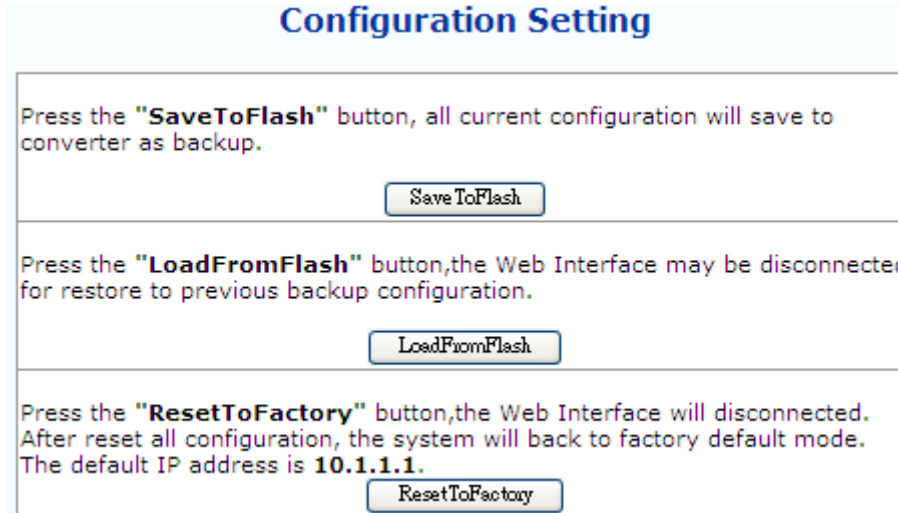 Configuration Setting
Press the "SaveToFlash" button, all current configuration will save to
converter as backup.
SaveToFlash
Press the "LoadFromFlash" button,the Web Interface may be disconnected
for restore to previous backup configuration.
LoadFromFlash
Press the "ResetToFactory" button,the Web Interface will disconnected.
After reset all configuration, the system will back to factory default mode.
The default IP address is 10.1.1.1.
ResetToFactory